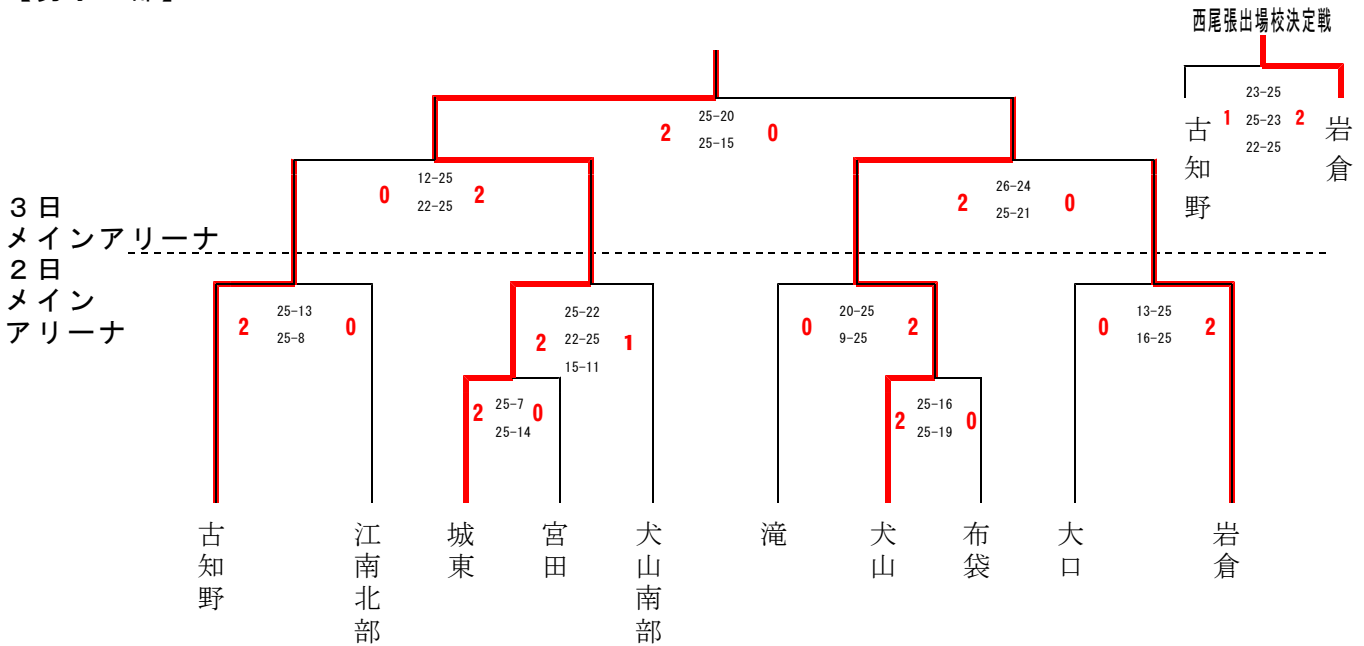 西尾張出場校決定戦
23-25
25-23
22-25
1
2
古知野
岩倉
25-20
25-15
2
0
12-25
22-25
0
2
26-24
25-21
2
0
3日
メインアリーナ
2日
メイン
アリーナ
25-13
25-8
2
0
25-22
22-25
15-11
2
1
20-25
9-25
0
2
13-25
16-25
0
2
25-7
25-14
2
0
25-16
25-19
2
0
古知野
江南北部
城東
宮田
犬山南部
滝
犬山
布袋
大口
岩倉